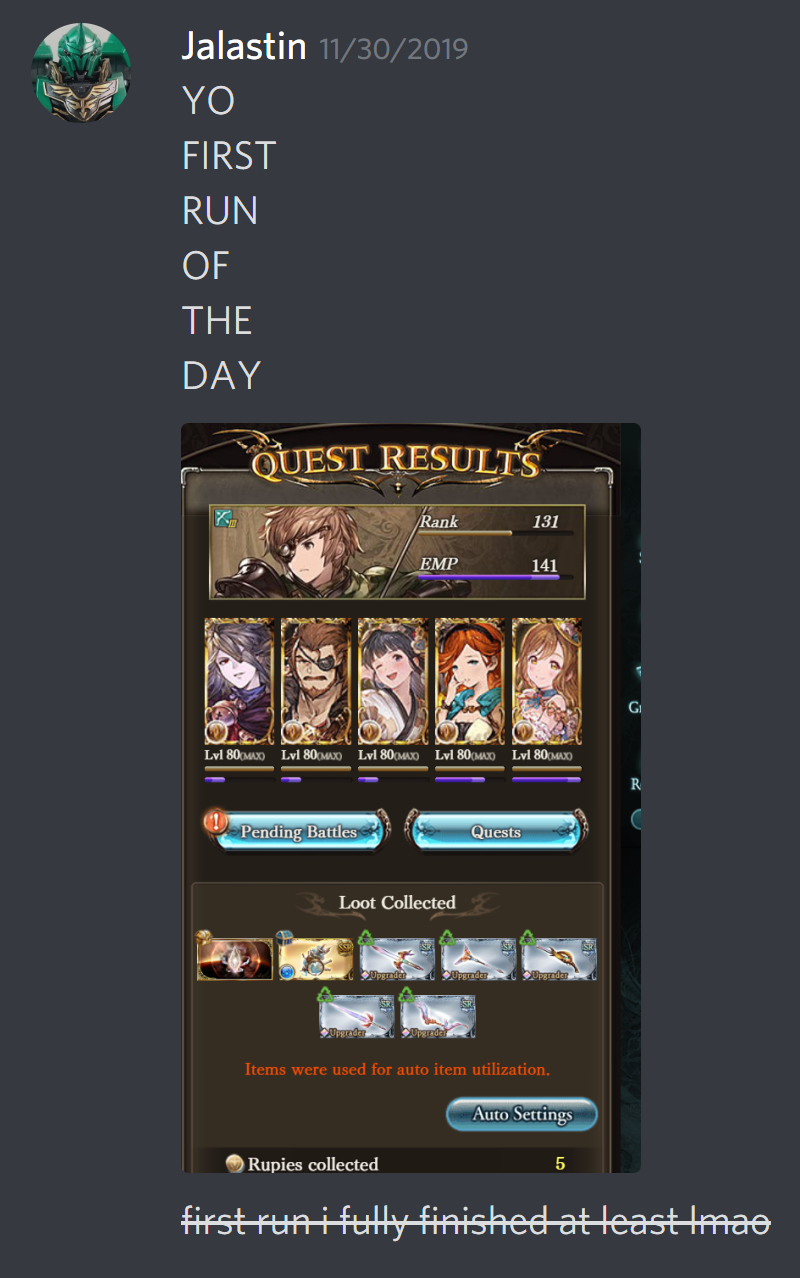 Jalastin 11/30/2019
YO
FIRST
RUN
OF
THE
DAY
QUEST RESULTS
Rank 131
EMP 141
Lvl 80(MAX) Lvl 80(MAX) Lvl 80(MAX) Lvl 80(MAX) Lvl 80(MAX)
Pending Battles Quests
Loot Collected
SSR SR SR SR
Upgrader Upgrader Upgrader
SR SR
Upgrader Upgrader
Items were used for auto item utilization.
Auto Settings
Rupies collected 5
first run i fully finished at least lmao